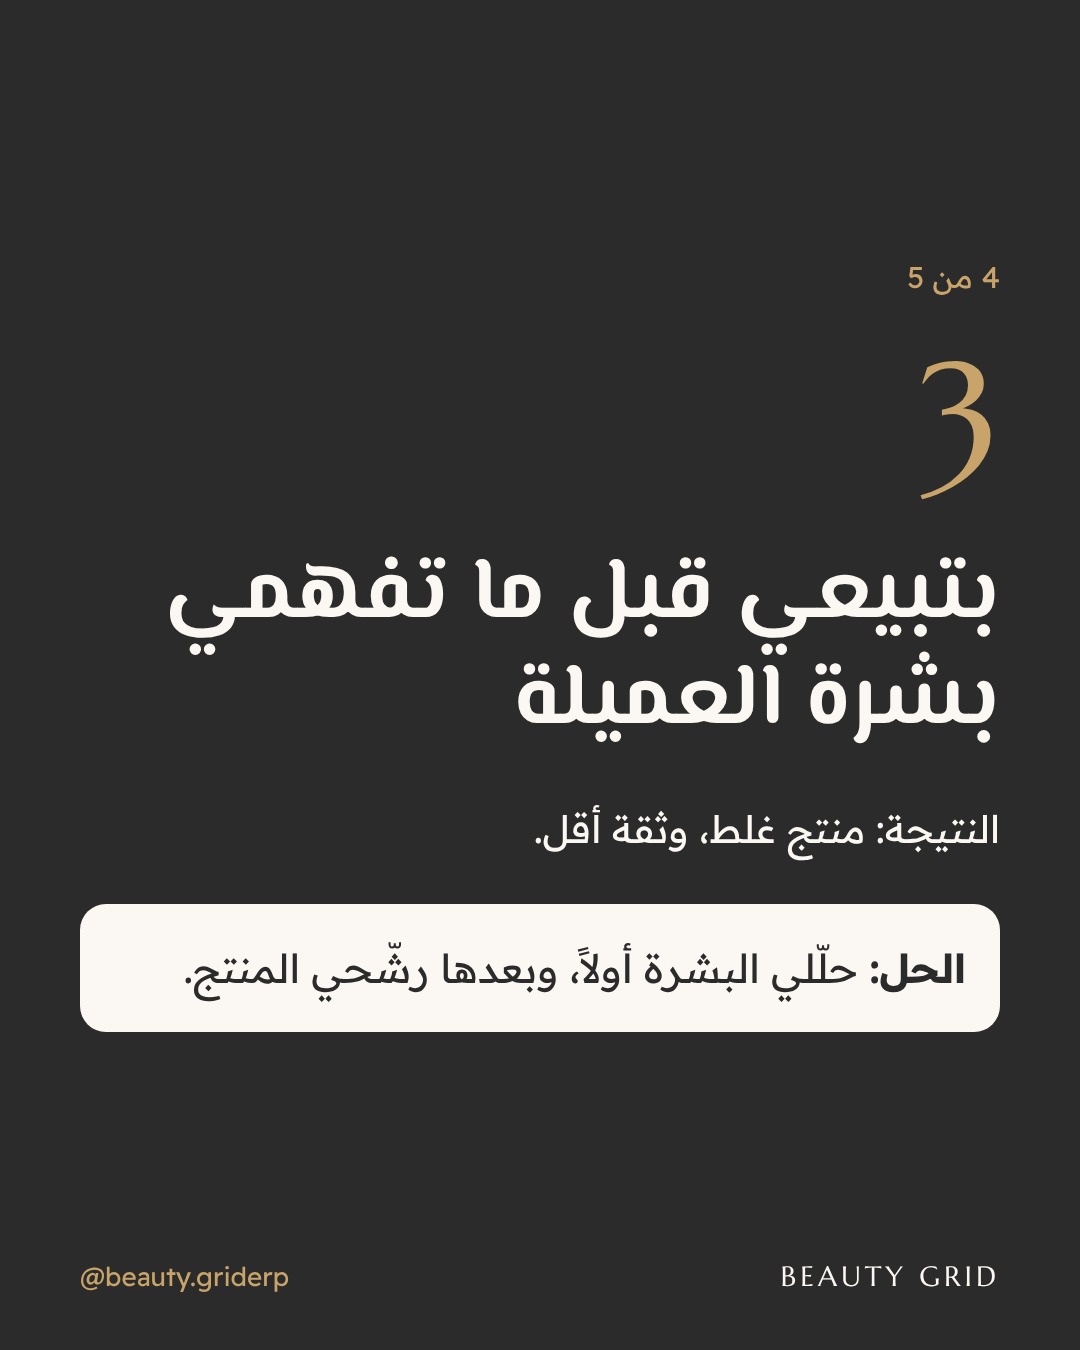 4 من 5
3
بتبيعي قبل ما تفهمي
بشرة العميلة
النتيجة: منتج غلط، وثقة أقل.
الحل: حلّلي البشرة أولاً، وبعدها رشّحي المنتج.
BEAUTY GRID
@beauty.griderp